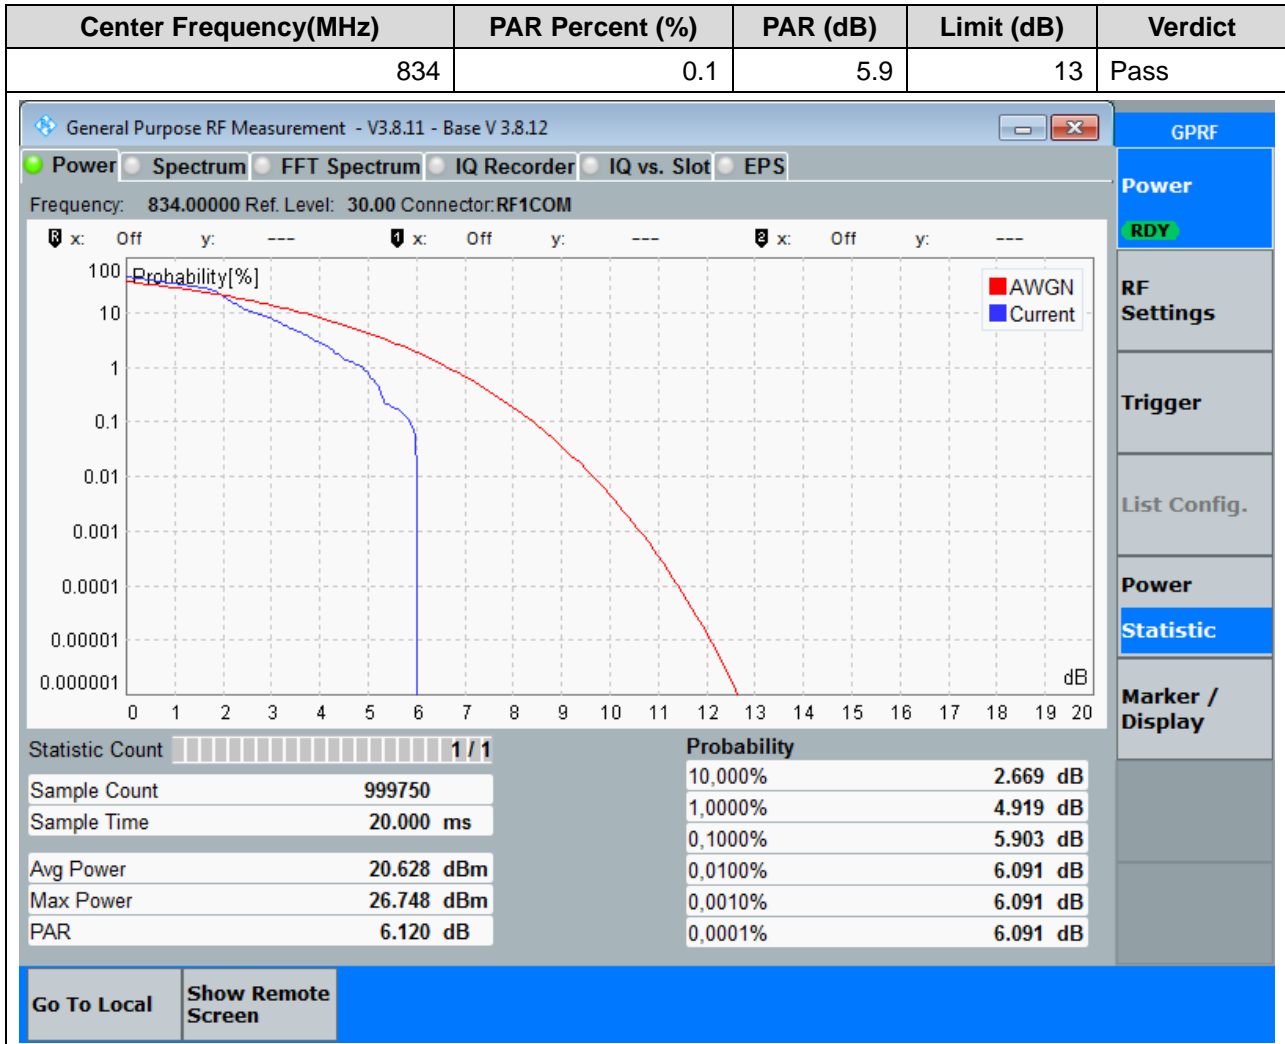 Center Frequency(MHz) PAR Percent (%) PAR (dB) Limit (dB) Verdict
834 0.1 5.9 13 Pass
General Purpose RF Measurement - V3.8.11 - Base V 3.8.12
GPRF
Power Spectrum FFT Spectrum IQ Recorder IQ vs. Slot EPS
Power
RDY
Frequency: 834.00000 Ref. Level: 30.00 Connector:RF1COM
R x: Off y: --- 1 x: Off y: --- 2 x: Off y: ---
Probability[%]
AWGN
Current
100
10
1
0.1
0.01
0.001
0.0001
0.00001
0.000001
dB
0 1 2 3 4 5 6 7 8 9 10 11 12 13 14 15 16 17 18 19 20
RF
Settings
Trigger
List Config.
Power
Statistic
Marker /
Display
Statistic Count 1 / 1
Sample Count 999750
Sample Time 20.000 ms
Avg Power 20.628 dBm
Max Power 26.748 dBm
PAR 6.120 dB
Probability
10,000% 2.669 dB
1,0000% 4.919 dB
0,1000% 5.903 dB
0,0100% 6.091 dB
0,0010% 6.091 dB
0,0001% 6.091 dB
Go To Local
Show Remote
Screen